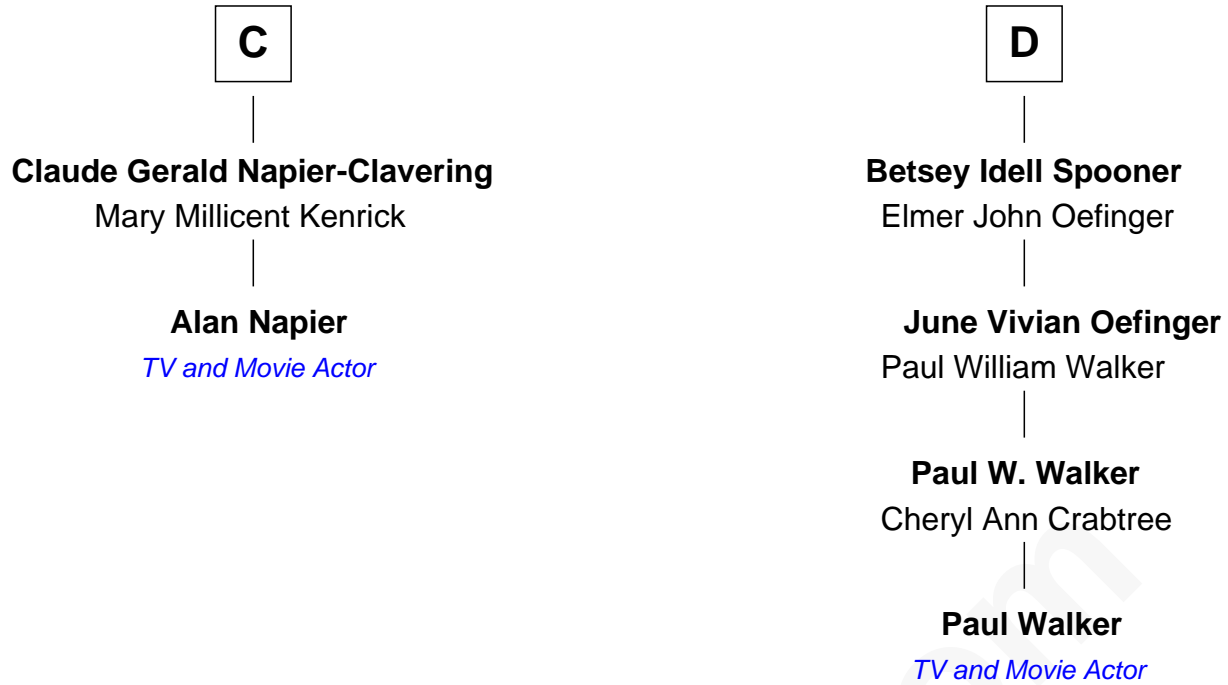 C
Claude Gerald Napier-Clavering
Mary Millicent Kenrick
Alan Napier
TV and Movie Actor
D
Betsey Idell Spooner
Elmer John Oefinger
June Vivian Oefinger
Paul William Walker
Paul W. Walker
Cheryl Ann Crabtree
Paul Walker
TV and Movie Actor